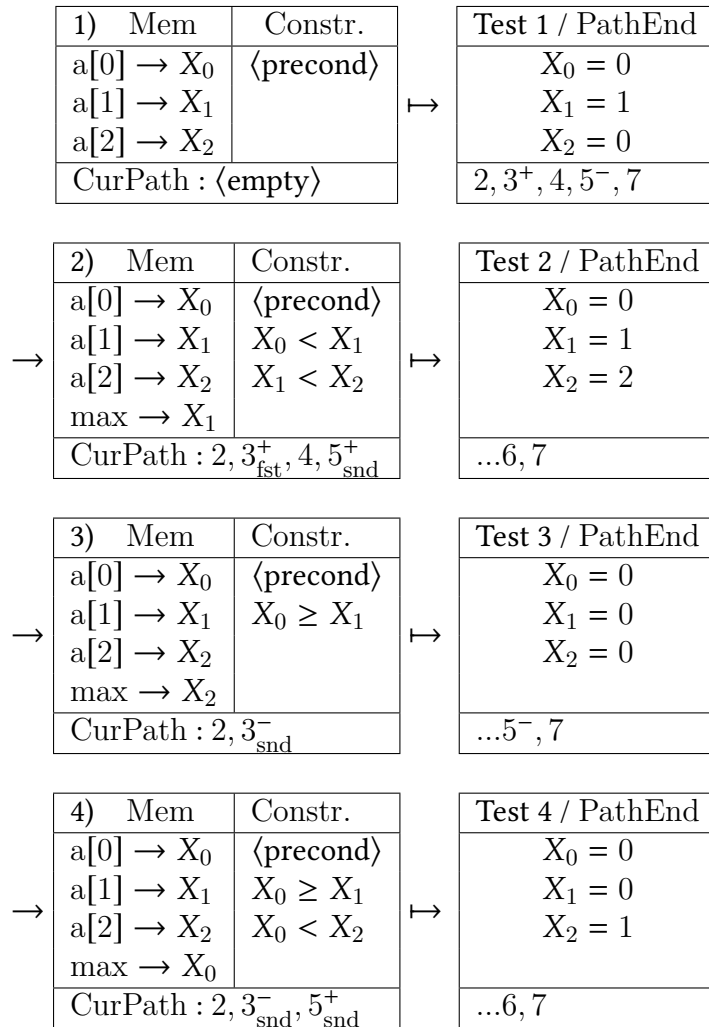 1) Mem Constr. Test 1 / PathEnd
a[0] → X₀ ⟨precond⟩ X₀ = 0
a[1] → X₁ ↦ X₁ = 1
a[2] → X₂ X₂ = 0
CurPath : ⟨empty⟩ 2, 3⁺, 4, 5⁻, 7
2) Mem Constr. Test 2 / PathEnd
a[0] → X₀ ⟨precond⟩ X₀ = 0
a[1] → X₁ X₀ < X₁ X₁ = 1
→ a[2] → X₂ X₁ < X₂ ↦ X₂ = 2
max → X₁
CurPath : 2, 3⁺_fst, 4, 5⁺_snd ...6, 7
3) Mem Constr. Test 3 / PathEnd
a[0] → X₀ ⟨precond⟩ X₀ = 0
a[1] → X₁ X₀ ≥ X₁ X₁ = 0
→ a[2] → X₂ ↦ X₂ = 0
max → X₂
CurPath : 2, 3⁻_snd ...5⁻, 7
4) Mem Constr. Test 4 / PathEnd
a[0] → X₀ ⟨precond⟩ X₀ = 0
a[1] → X₁ X₀ ≥ X₁ X₁ = 0
→ a[2] → X₂ X₀ < X₂ ↦ X₂ = 1
max → X₀
CurPath : 2, 3⁻_snd, 5⁺_snd ...6, 7